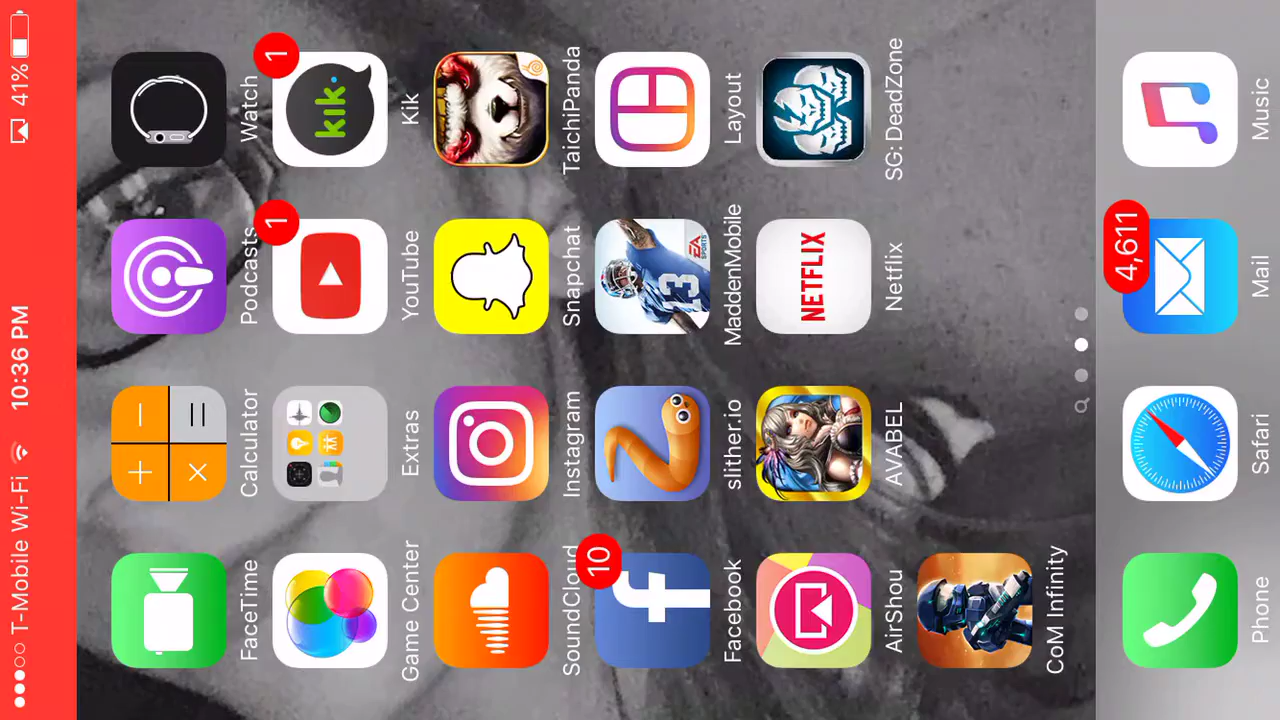 T-Mobile Wi-Fi 10:36 PM 41%
FaceTime Calculator Podcasts Watch
1 1
kik.
Game Center Extras YouTube Kik
SoundCloud Instagram Snapchat TaichiPanda
10
f
13
EA SPORTS
Facebook slither.io MaddenMobile Layout
NETFLIX
AirShou AVABEL Netflix SG: DeadZone
CoM Infinity
4,611
Phone Safari Mail Music